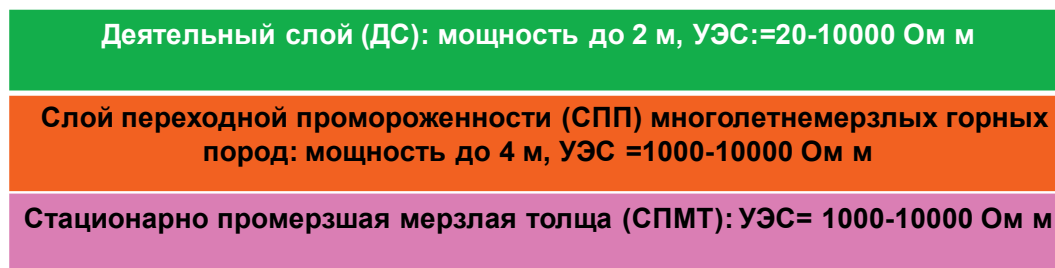 Деятельный слой (ДС): мощность до 2 м, УЭС:=20-10000 Ом м
Слой переходной промороженности (СПП) многолетнемерзлых горных
пород: мощность до 4 м, УЭС =1000-10000 Ом м
Стационарно промерзшая мерзлая толща (СПМТ): УЭС= 1000-10000 Ом м